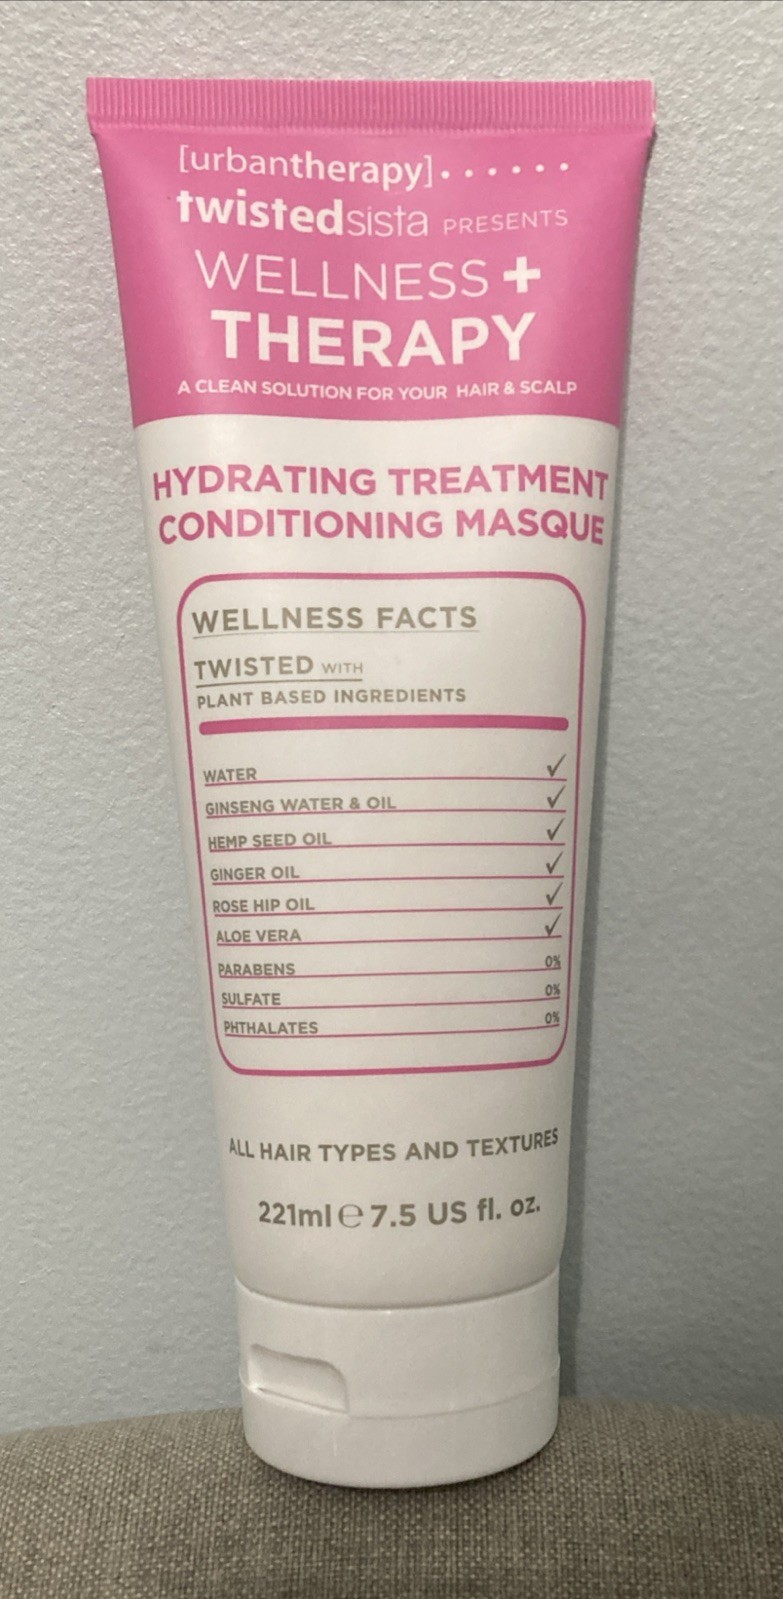 [urbantherapy]......
twistedsista PRESENTS
WELLNESS +
THERAPY
A CLEAN SOLUTION FOR YOUR HAIR & SCALP
HYDRATING TREATMENT
CONDITIONING MASQUE
WELLNESS FACTS
TWISTED WITH
PLANT BASED INGREDIENTS
WATER ✓
GINSENG WATER & OIL ✓
HEMP SEED OIL ✓
GINGER OIL ✓
ROSE HIP OIL ✓
ALOE VERA ✓
PARABENS 0%
SULFATE 0%
PHTHALATES 0%
ALL HAIR TYPES AND TEXTURES
221ml ℮ 7.5 US fl. oz.